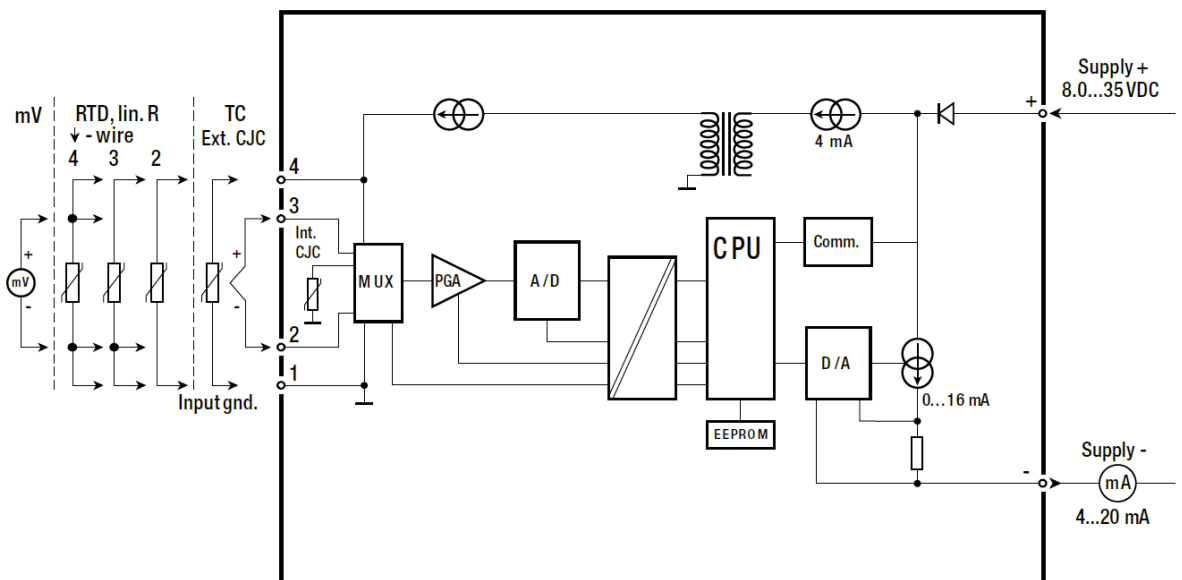 mV
RTD, lin. R
- wire
4 3 2
TC
Ext. CJC
+
-
mV
+
-
Input gnd.
4
3
2
1
Int.
CJC
MUX
PGA
A/D
CPU
EEPROM
Comm.
D/A
4 mA
0...16 mA
+
Supply +
8.0...35 VDC
-
Supply -
mA
4...20 mA